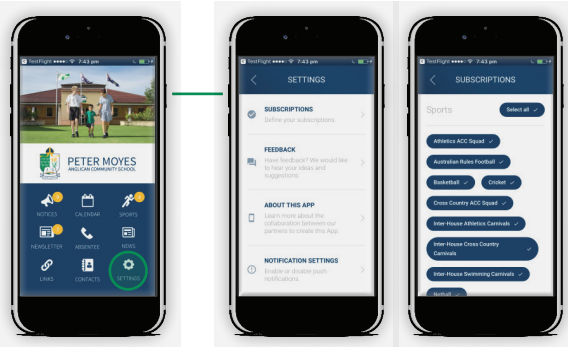 TestFlight 7:43 pm
PETER MOYES
ANGLICAN COMMUNITY SCHOOL
NOTICES CALENDAR SPORTS
NEWSLETTER ABSENTEE NEWS
LINKS CONTACTS SETTINGS
TestFlight 7:43 pm
SETTINGS
SUBSCRIPTIONS
Define your subscriptions.
FEEDBACK
Have feedback? We would like
to hear your ideas and
suggestions.
ABOUT THIS APP
Learn more about the
collaboration between our
partners to create this App.
NOTIFICATION SETTINGS
Enable or disable push
notifications.
TestFlight 7:43 pm
SUBSCRIPTIONS
Sports Select all
Athletics ACC Squad
Australian Rules Football
Basketball Cricket
Cross Country ACC Squad
Inter-House Athletics Carnivals
Inter-House Cross Country
Carnivals
Inter-House Swimming Carnivals
Netball